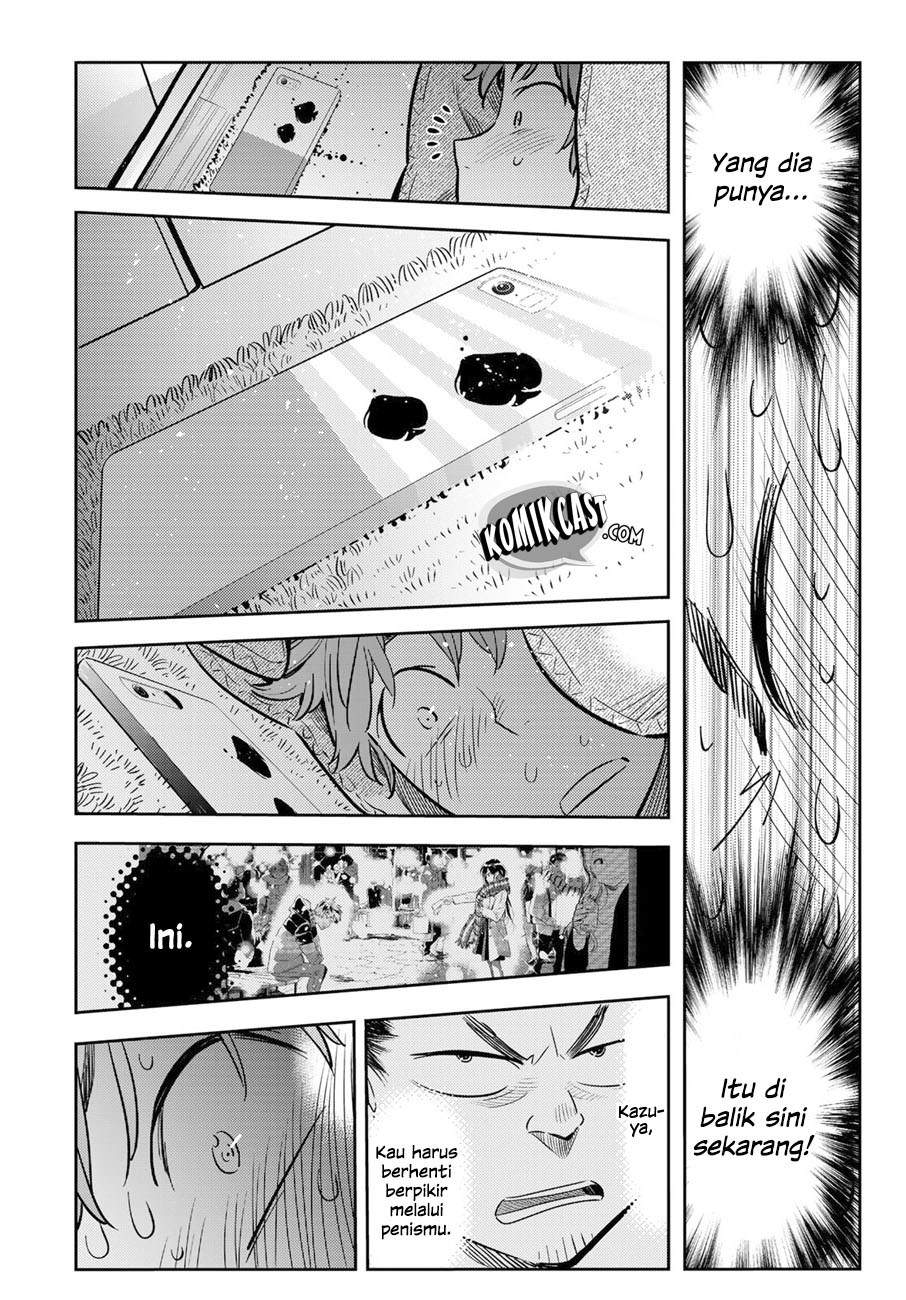 Yang dia
punya...
Itu di
balik sini
sekarang!
KOMIKCAST
.COM
Ini.
Kazu-
ya,
Kau harus
berhenti
berpikir
melalui
penismu.